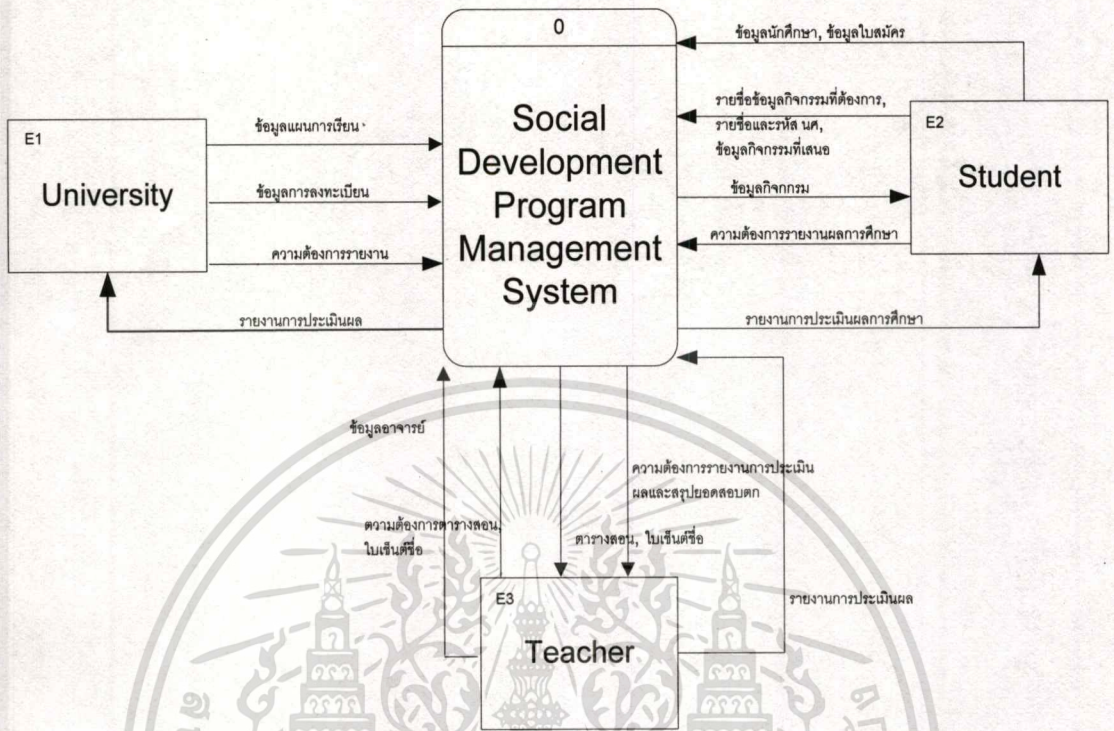 0
Social
Development
Program
Management
System
E1
University
ข้อมูลแผนการเรียน
ข้อมูลการลงทะเบียน
ความต้องการรายงาน
รายงานการประเมินผล
ข้อมูลนักศึกษา, ข้อมูลใบสมัคร
รายชื่อข้อมูลกิจกรรมที่ต้องการ,
รายชื่อและรหัส นศ,
ข้อมูลกิจกรรมที่เสนอ
E2
Student
ข้อมูลกิจกกรม
ความต้องการรายงานผลการศึกษา
รายงานการประเมินผลการศึกษา
ข้อมูลอาจารย์
ความต้องการตารางสอน,
ใบเซ็นต์ชื่อ
ความต้องการรายงานการประเมิน
ผลและสรุปยอดสอบตก
ตารางสอน, ใบเซ็นต์ชื่อ
E3
Teacher
รายงานการประเมินผล